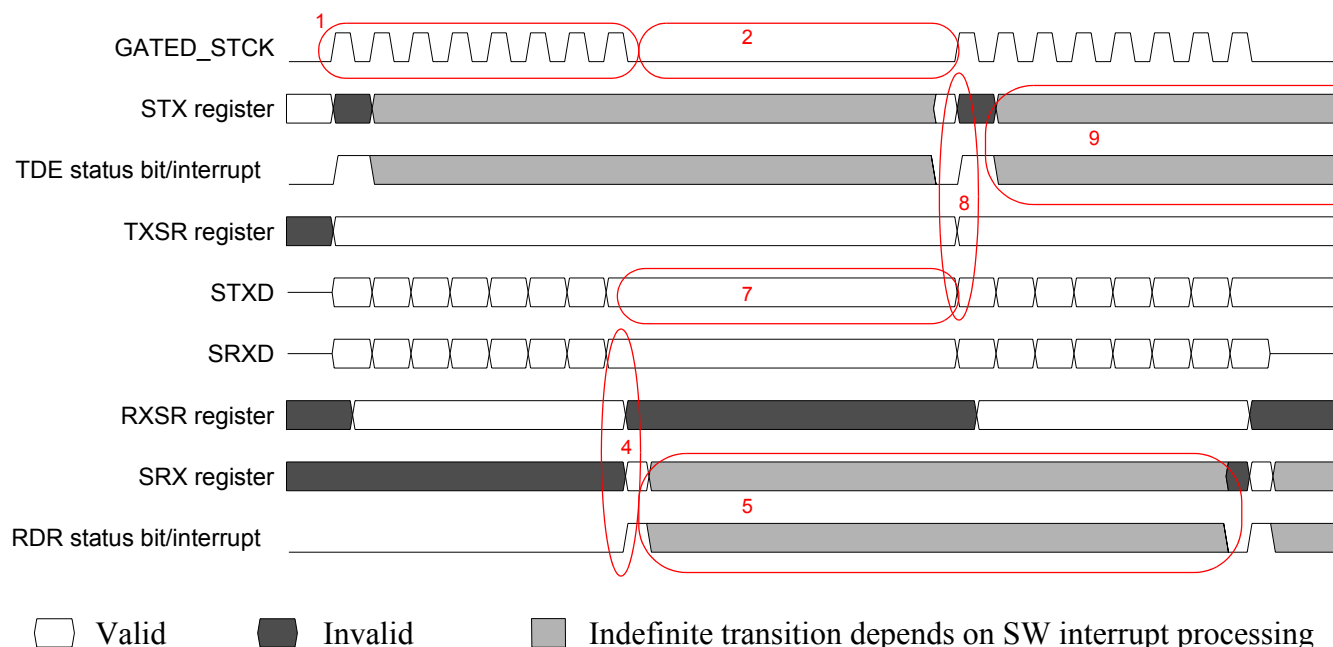 1
GATED_STCK
2
STX register
9
TDE status bit/interrupt
8
TXSR register
STXD
7
SRXD
RXSR register
4
SRX register
5
RDR status bit/interrupt
Valid
Invalid
Indefinite transition depends on SW interrupt processing